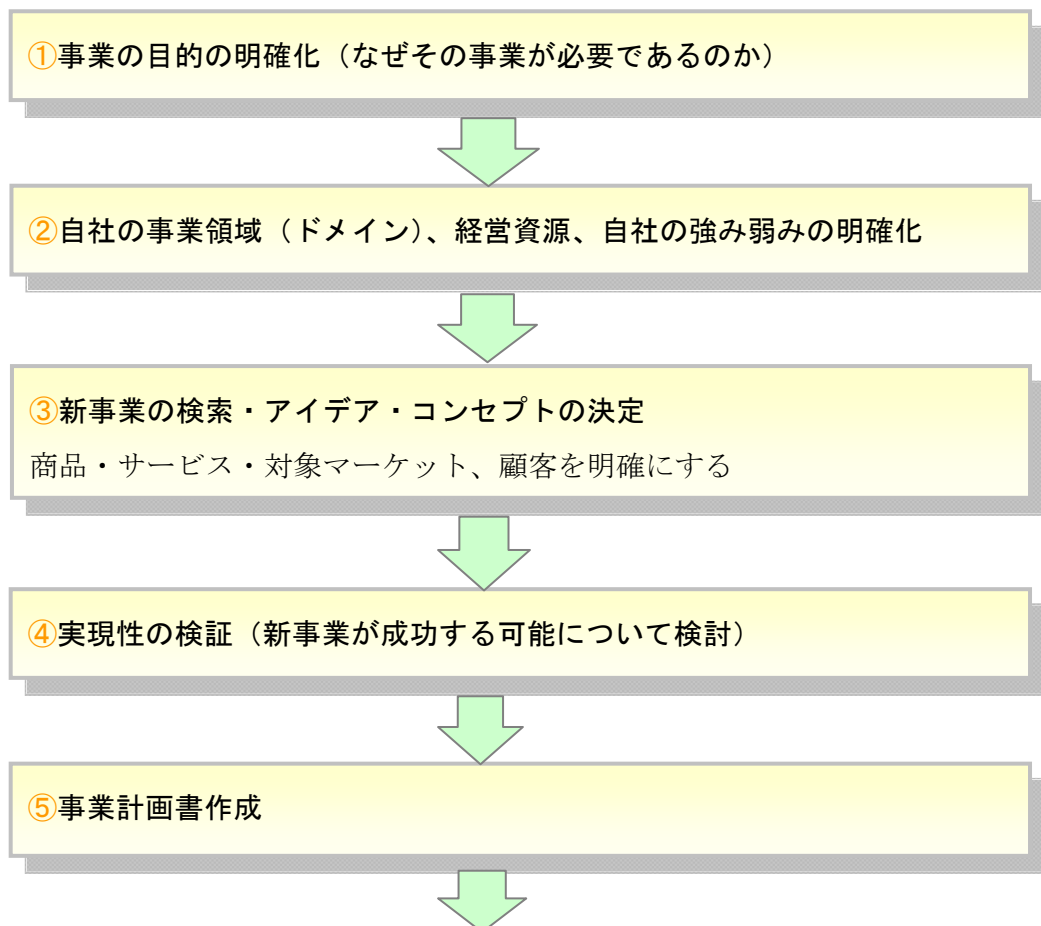 ①事業の目的の明確化（なぜその事業が必要であるのか）
②自社の事業領域（ドメイン）、経営資源、自社の強み弱みの明確化
③新事業の検索・アイデア・コンセプトの決定
商品・サービス・対象マーケット、顧客を明確にする
④実現性の検証（新事業が成功する可能について検討）
⑤事業計画書作成